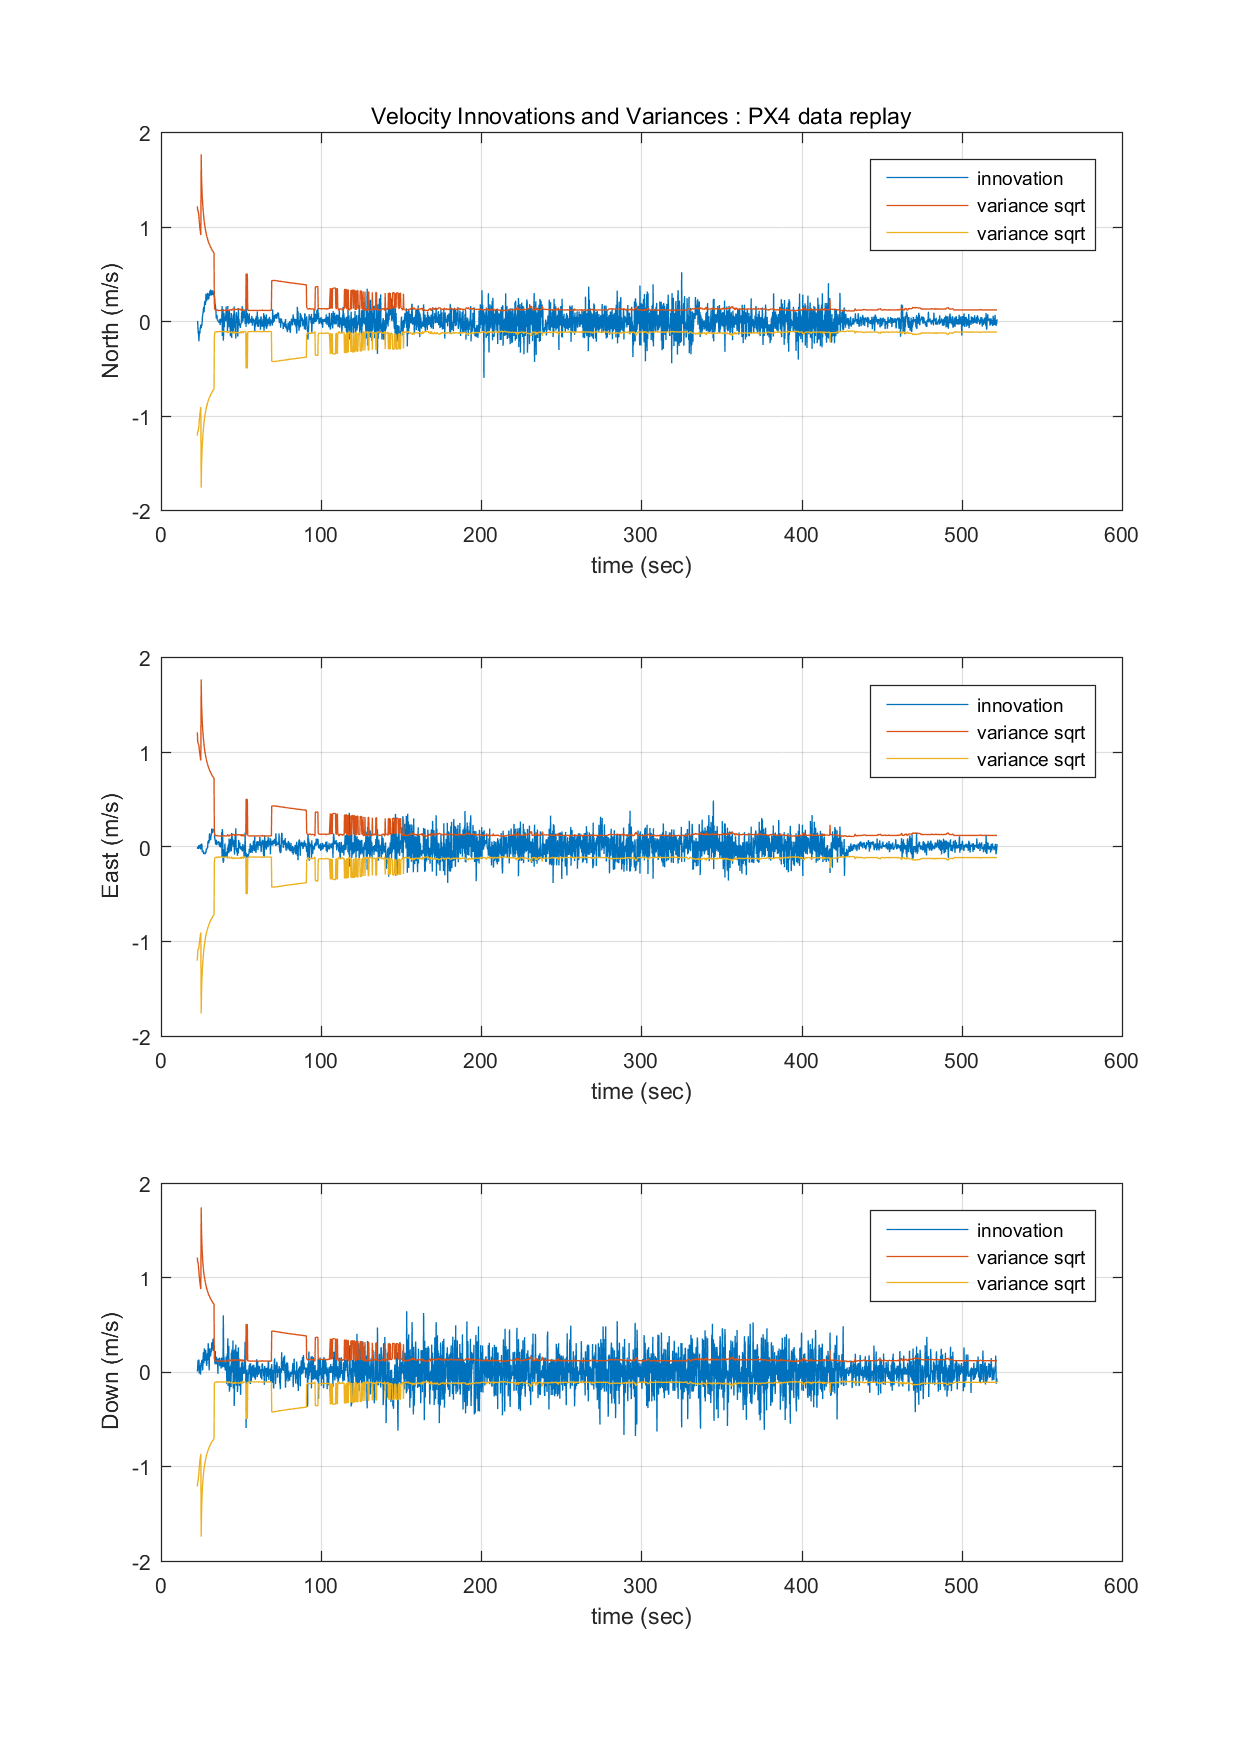 Velocity Innovations and Variances : PX4 data replay
2
1
0
-1
-2
North (m/s)
innovation
variance sqrt
variance sqrt
0 100 200 300 400 500 600
time (sec)
2
1
0
-1
-2
East (m/s)
innovation
variance sqrt
variance sqrt
0 100 200 300 400 500 600
time (sec)
2
1
0
-1
-2
Down (m/s)
innovation
variance sqrt
variance sqrt
0 100 200 300 400 500 600
time (sec)